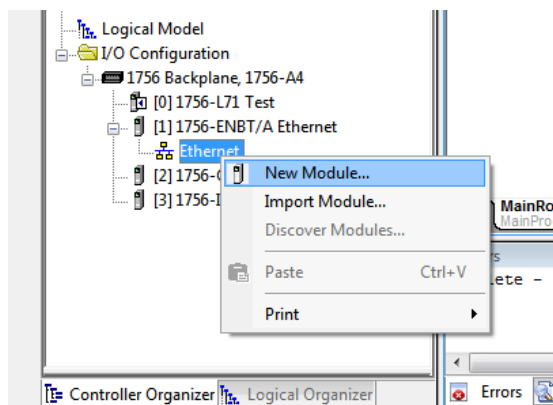 Logical Model
I/O Configuration
1756 Backplane, 1756-A4
[0] 1756-L71 Test
[1] 1756-ENBT/A Ethernet
Ethernet
[2] 1756-
[3] 1756-
New Module...
Import Module...
Discover Modules...
Paste Ctrl+V
Print
MainRo
MainPro
rs
ete -
Errors
Controller Organizer
Logical Organizer